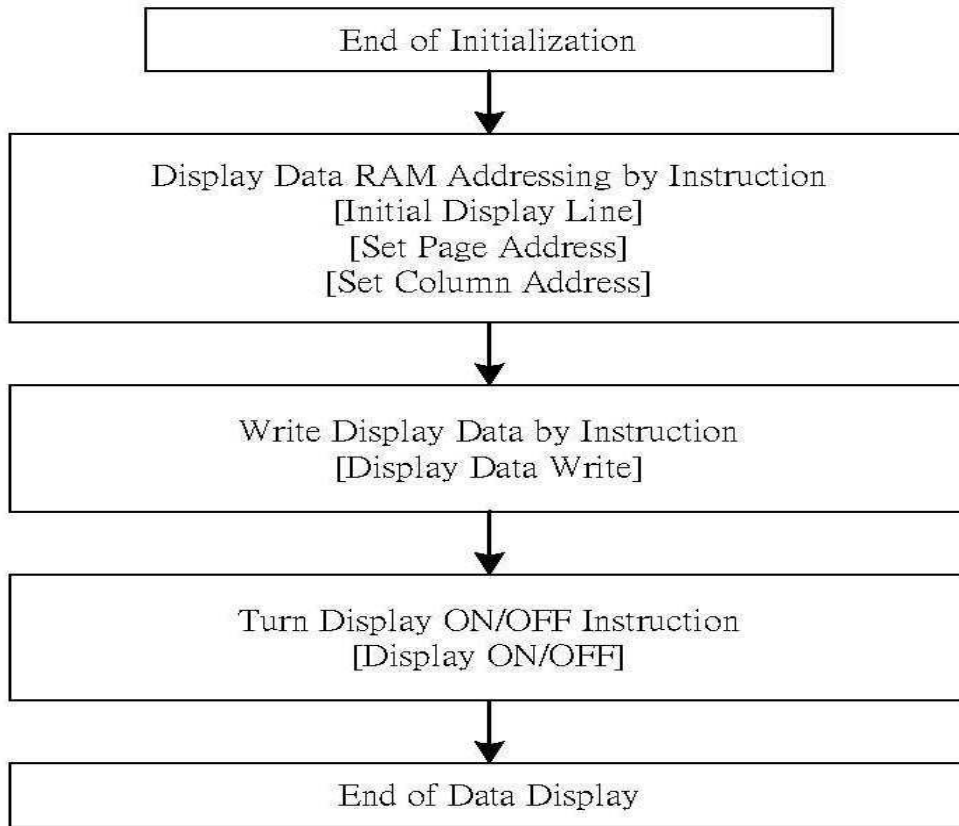 End of Initialization
Display Data RAM Addressing by Instruction
[Initial Display Line]
[Set Page Address]
[Set Column Address]
Write Display Data by Instruction
[Display Data Write]
Turn Display ON/OFF Instruction
[Display ON/OFF]
End of Data Display